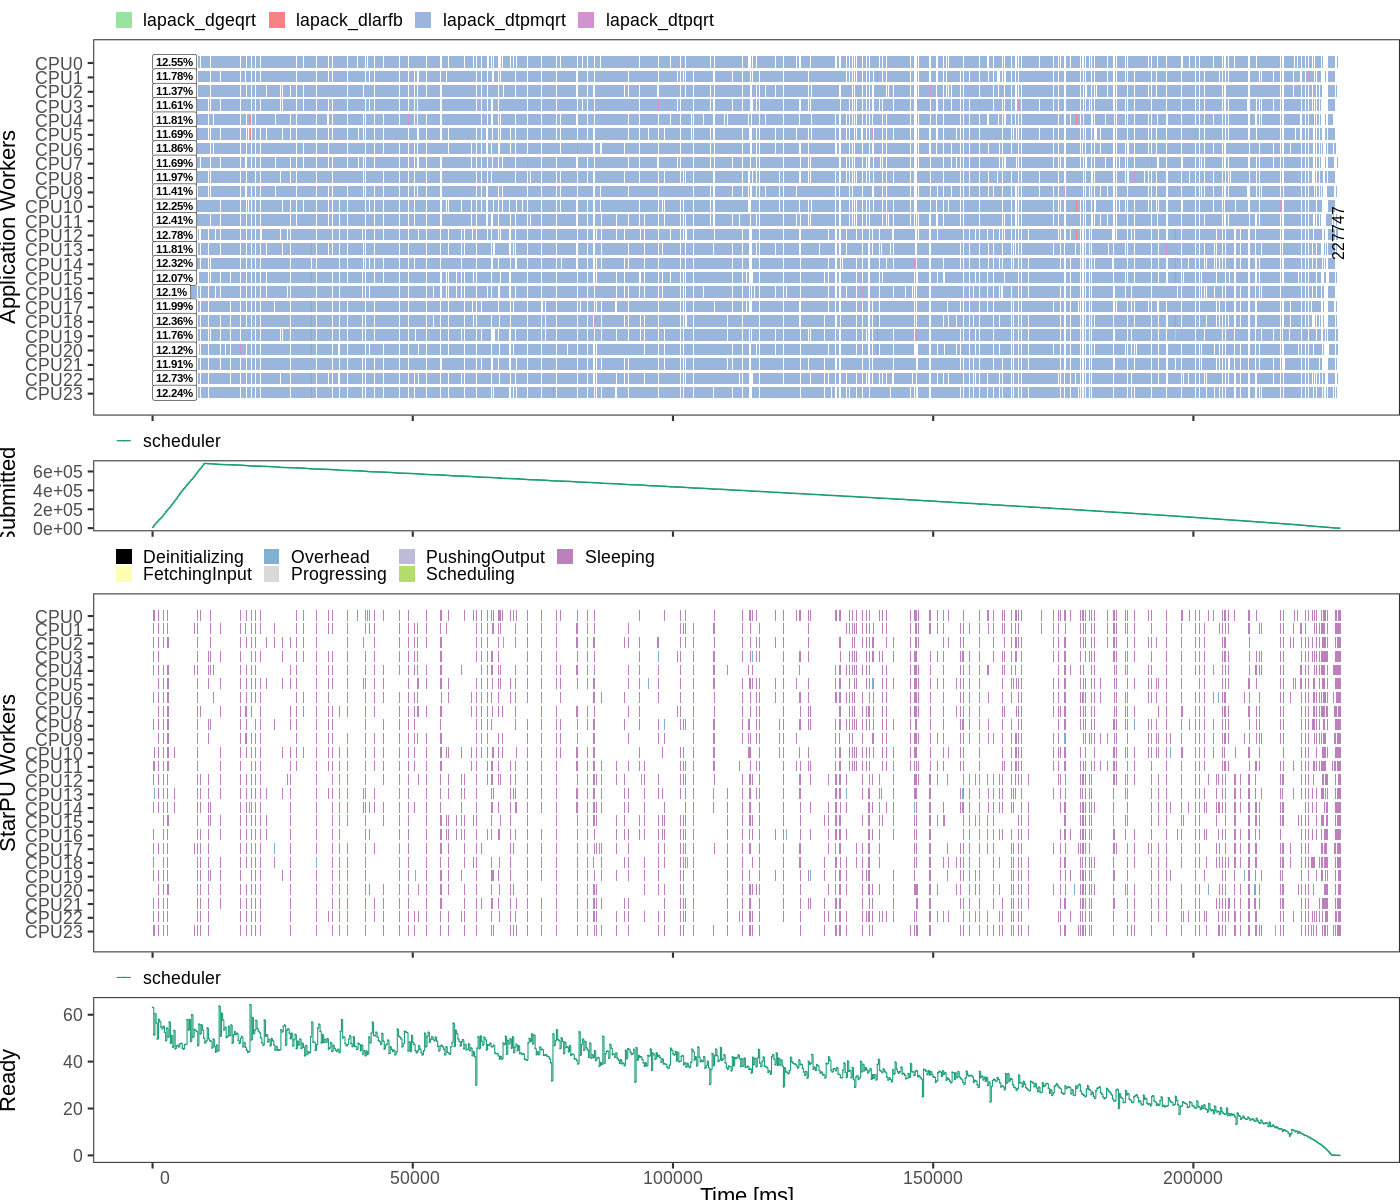 lapack_dgeqrt lapack_dlarfb lapack_dtpmqrt lapack_dtpqrt
Application Workers
CPU0 12.55%
CPU1 11.78%
CPU2 11.37%
CPU3 11.61%
CPU4 11.81%
CPU5 11.69%
CPU6 11.86%
CPU7 11.69%
CPU8 11.97%
CPU9 11.41%
CPU10 12.25%
CPU11 12.41%
CPU12 12.78%
CPU13 11.81%
CPU14 12.32%
CPU15 12.07%
CPU16 12.1%
CPU17 11.99%
CPU18 12.36%
CPU19 11.76%
CPU20 12.12%
CPU21 11.91%
CPU22 12.73%
CPU23 12.24%
227747
scheduler
Submitted
6e+05
4e+05
2e+05
0e+00
Deinitializing Overhead PushingOutput Sleeping
FetchingInput Progressing Scheduling
StarPU Workers
CPU0
CPU1
CPU2
CPU3
CPU4
CPU5
CPU6
CPU7
CPU8
CPU9
CPU10
CPU11
CPU12
CPU13
CPU14
CPU15
CPU16
CPU17
CPU18
CPU19
CPU20
CPU21
CPU22
CPU23
scheduler
Ready
60
40
20
0
0 50000 100000 150000 200000
Time [ms]